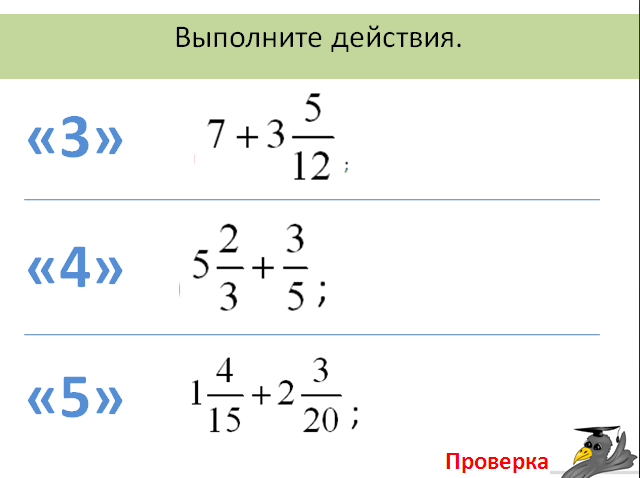 Выполните действия.
«3» 7 + 3 5/12 ;
«4» 5 2/3 + 3/5 ;
«5» 1 4/15 + 2 3/20 ;
Проверка